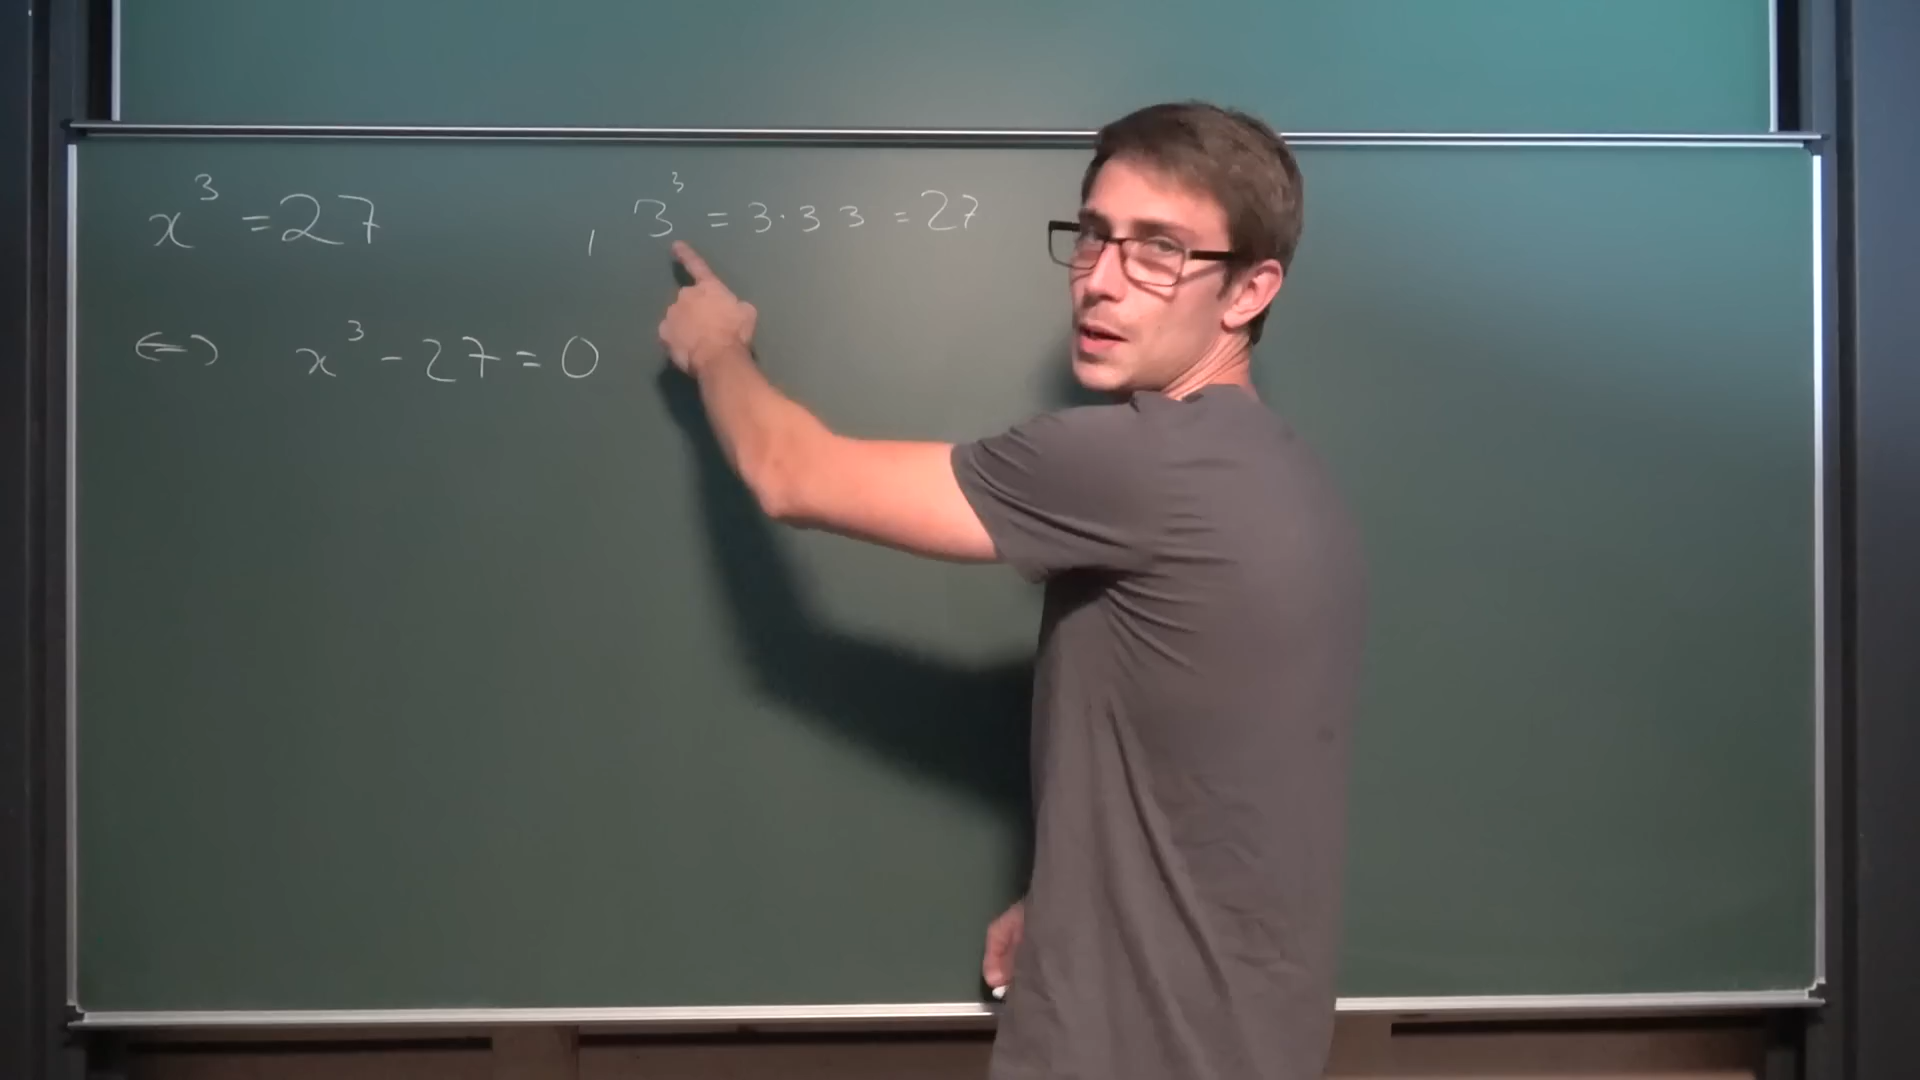 x³ = 27 , 3³ = 3·3 3 = 27
<=> x³ - 27 = 0